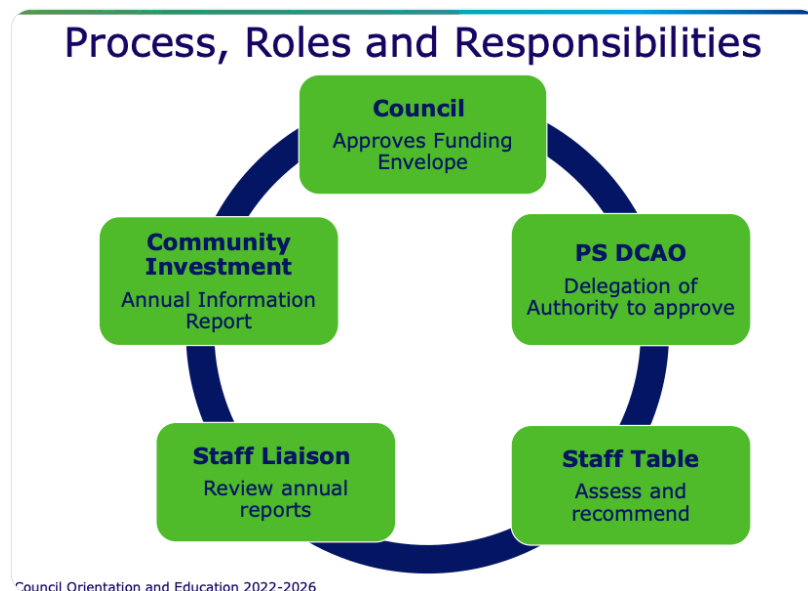 Process, Roles and Responsibilities
Council
Approves Funding
Envelope
PS DCAO
Delegation of
Authority to approve
Staff Table
Assess and
recommend
Staff Liaison
Review annual
reports
Community
Investment
Annual Information
Report
Council Orientation and Education 2022-2026